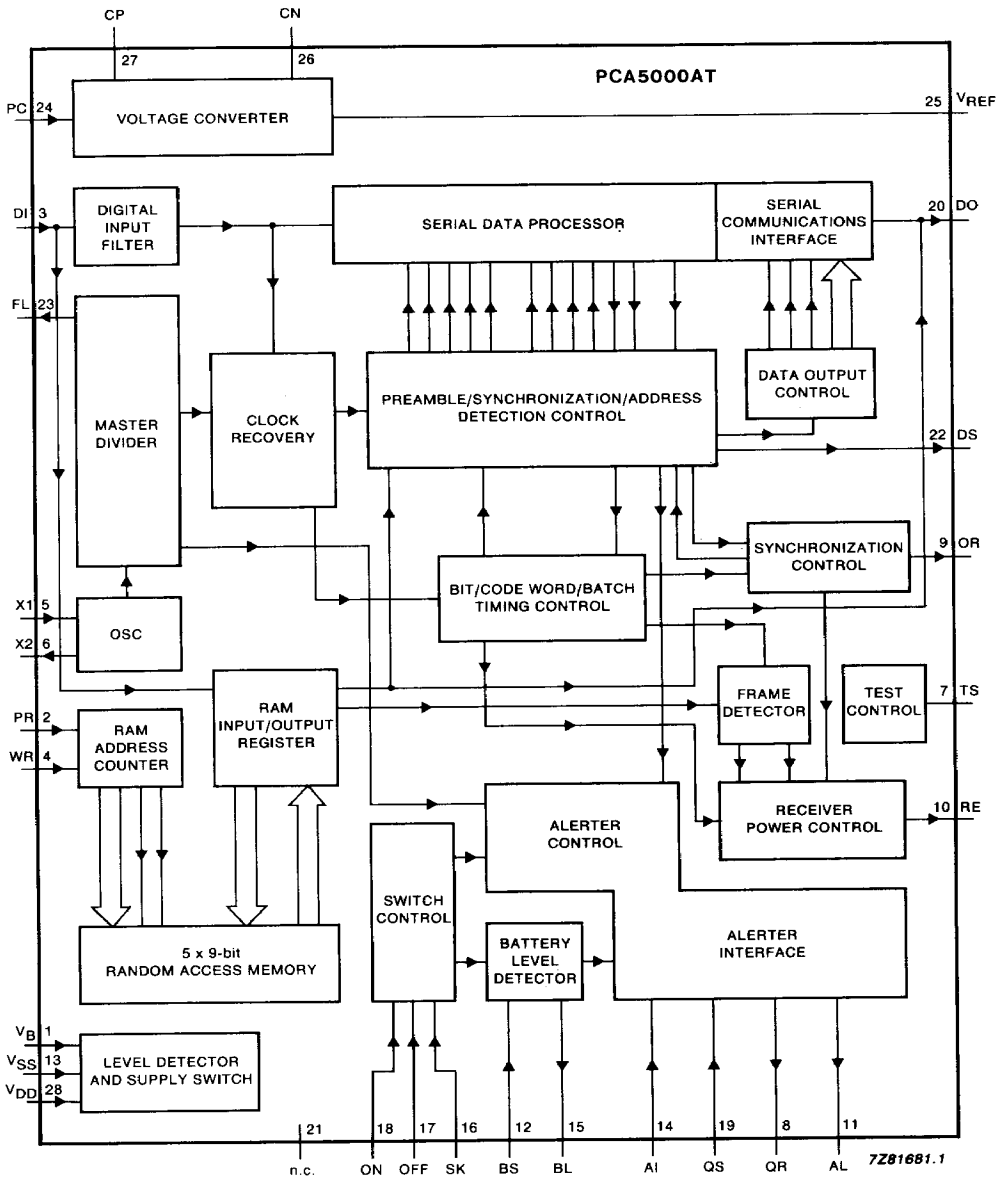 CP
CN
27
26
PCA5000AT
PC 24
VOLTAGE CONVERTER
25 VREF
DI 3
DIGITAL
INPUT
FILTER
SERIAL DATA PROCESSOR
SERIAL
COMMUNICATIONS
INTERFACE
20 DO
FL 23
MASTER
DIVIDER
CLOCK
RECOVERY
PREAMBLE/SYNCHRONIZATION/ADDRESS
DETECTION CONTROL
DATA OUTPUT
CONTROL
22 DS
BIT/CODE WORD/BATCH
TIMING CONTROL
SYNCHRONIZATION
CONTROL
9 OR
X1 5
X2 6
OSC
PR 2
WR 4
RAM
ADDRESS
COUNTER
RAM
INPUT/OUTPUT
REGISTER
FRAME
DETECTOR
TEST
CONTROL
7 TS
ALERTER
CONTROL
RECEIVER
POWER CONTROL
10 RE
5 x 9-bit
RANDOM ACCESS MEMORY
SWITCH
CONTROL
BATTERY
LEVEL
DETECTOR
ALERTER
INTERFACE
VB 1
VSS 13
VDD 28
LEVEL DETECTOR
AND SUPPLY SWITCH
21
18
17
16
12
15
14
19
8
11
n.c.
ON
OFF
SK
BS
BL
AI
QS
QR
AL
7Z81681.1